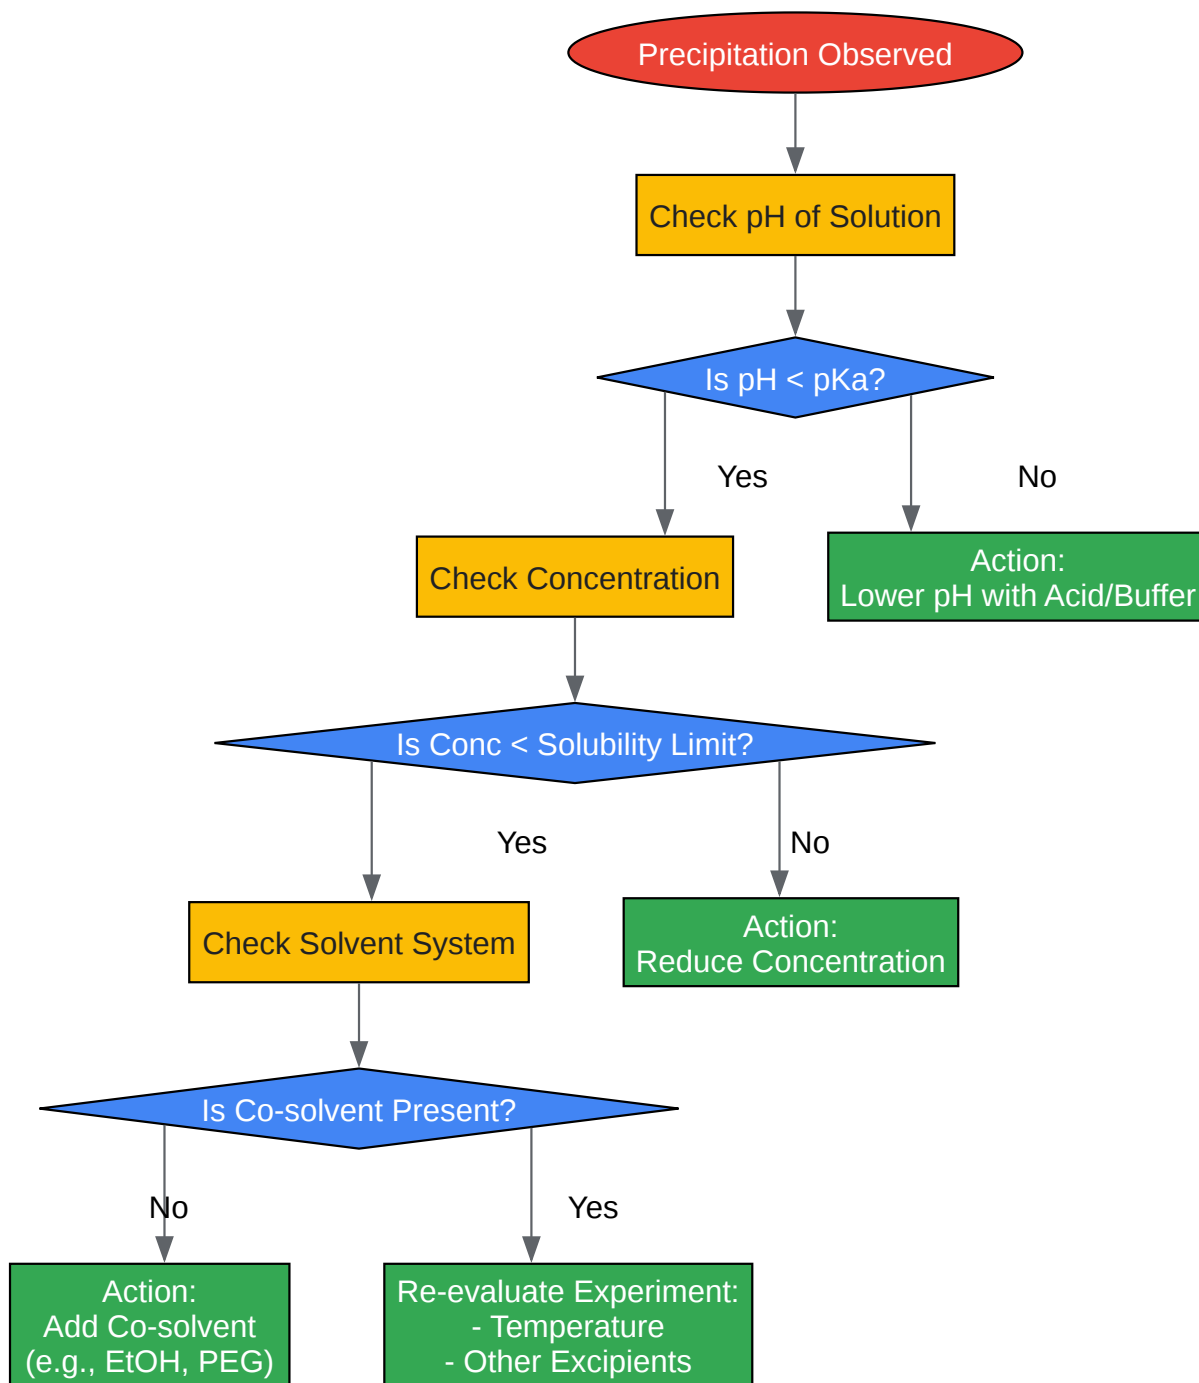 Precipitation Observed
Check pH of Solution
Is pH < pKa?
Yes
No
Check Concentration
Action:
Lower pH with Acid/Buffer
Is Conc < Solubility Limit?
Yes
No
Check Solvent System
Action:
Reduce Concentration
Is Co-solvent Present?
No
Yes
Action:
Add Co-solvent
(e.g., EtOH, PEG)
Re-evaluate Experiment:
- Temperature
- Other Excipients